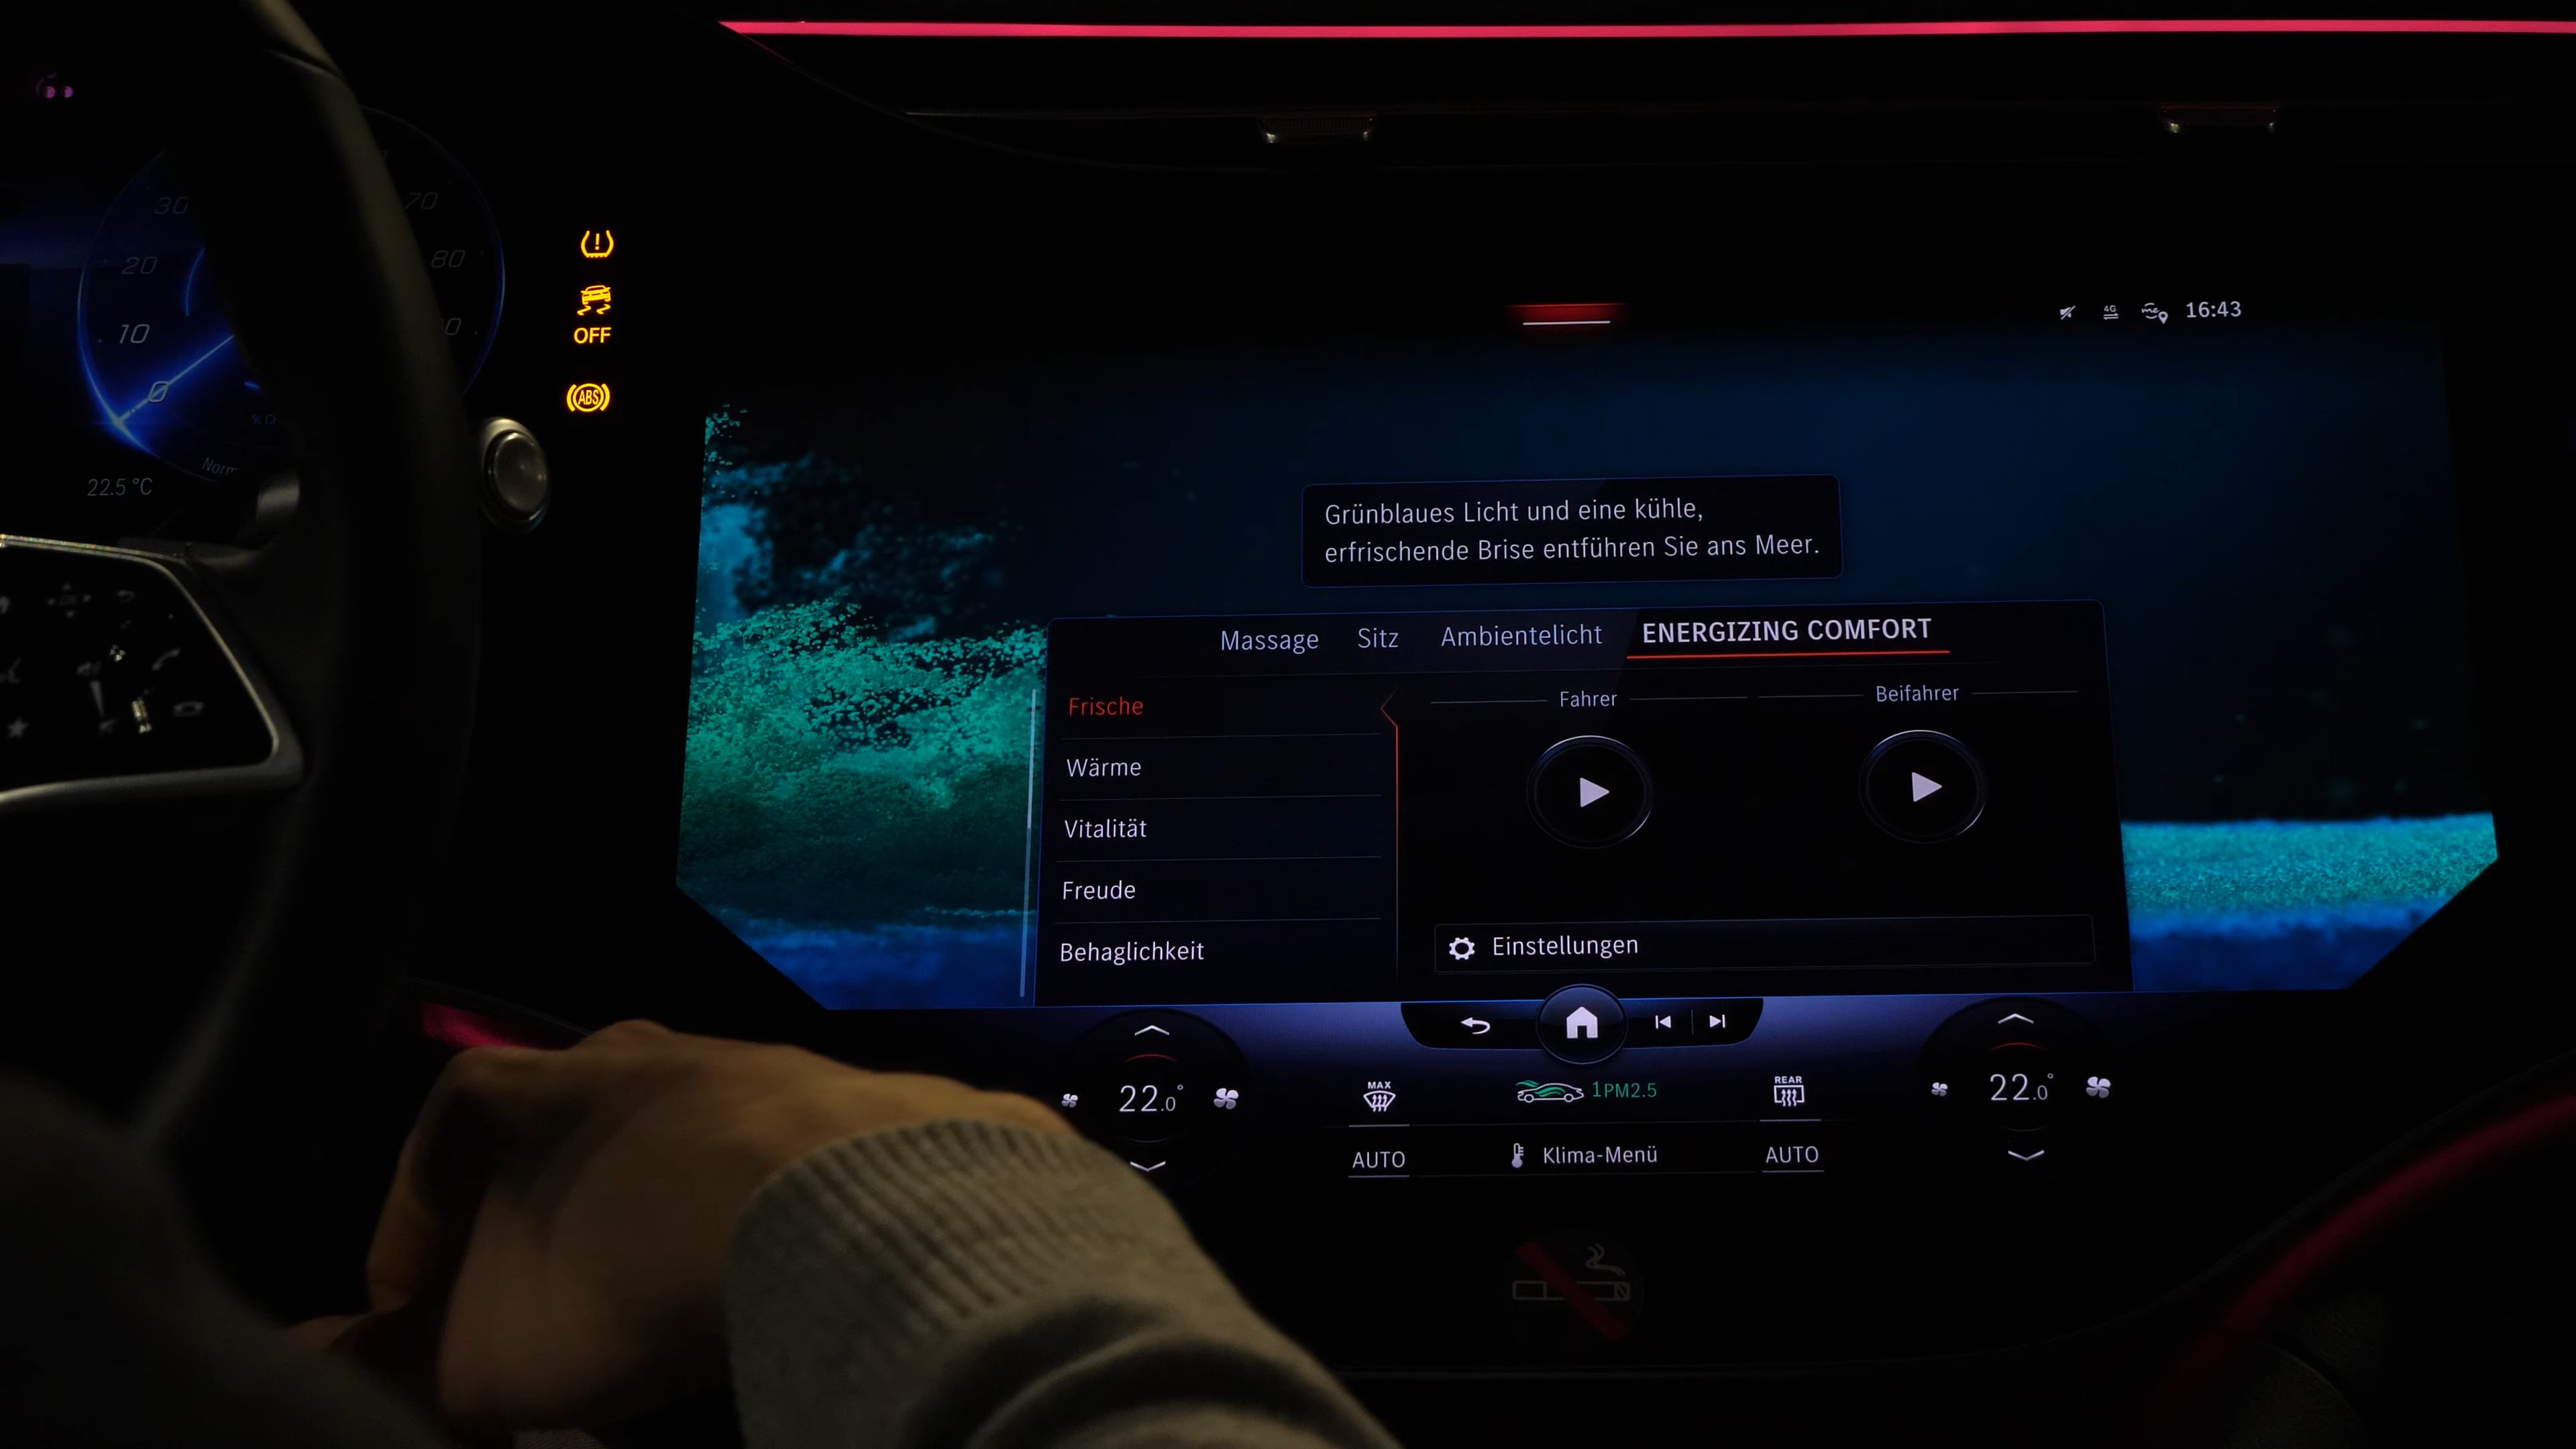 30
70
20
80
10
0
22.5 °C
OFF
ABS
4G
me
16:43
Grünblaues Licht und eine kühle,
erfrischende Brise entführen Sie ans Meer.
Massage Sitz Ambientelicht ENERGIZING COMFORT
Frische
Wärme
Vitalität
Freude
Behaglichkeit
Fahrer Beifahrer
Einstellungen
22.0° MAX 1PM2.5 REAR 22.0°
AUTO Klima-Menü AUTO